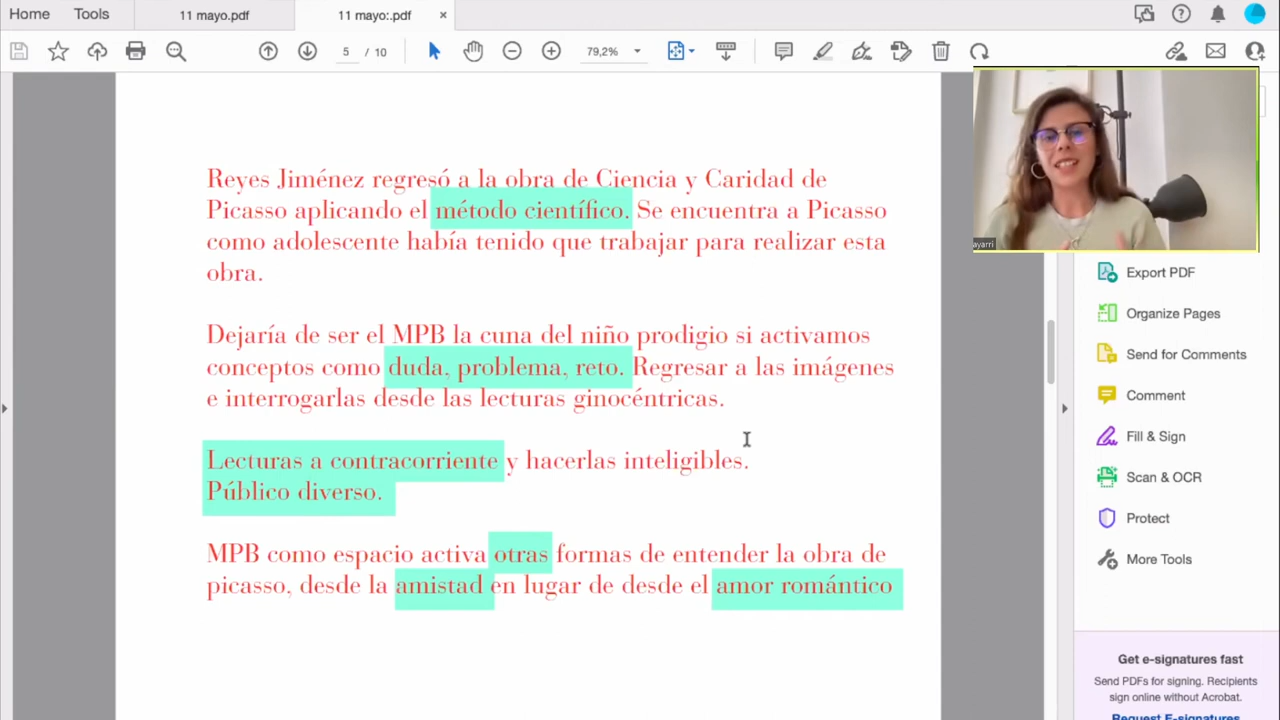 Home
Tools
11 mayo.pdf
11 mayo:.pdf
×
5 / 10
79,2%
Reyes Jiménez regresó a la obra de Ciencia y Caridad de
Picasso aplicando el método científico. Se encuentra a Picasso
como adolescente había tenido que trabajar para realizar esta
obra.
Dejaría de ser el MPB la cuna del niño prodigio si activamos
conceptos como duda, problema, reto. Regresar a las imágenes
e interrogarlas desde las lecturas ginocéntricas.
Lecturas a contracorriente y hacerlas inteligibles.
Público diverso.
MPB como espacio activa otras formas de entender la obra de
picasso, desde la amistad en lugar de desde el amor romántico
ayarri
Export PDF
Organize Pages
Send for Comments
Comment
Fill & Sign
Scan & OCR
Protect
More Tools
Get e-signatures fast
Send PDFs for signing. Recipients
sign online without Acrobat.
Request E-signatures